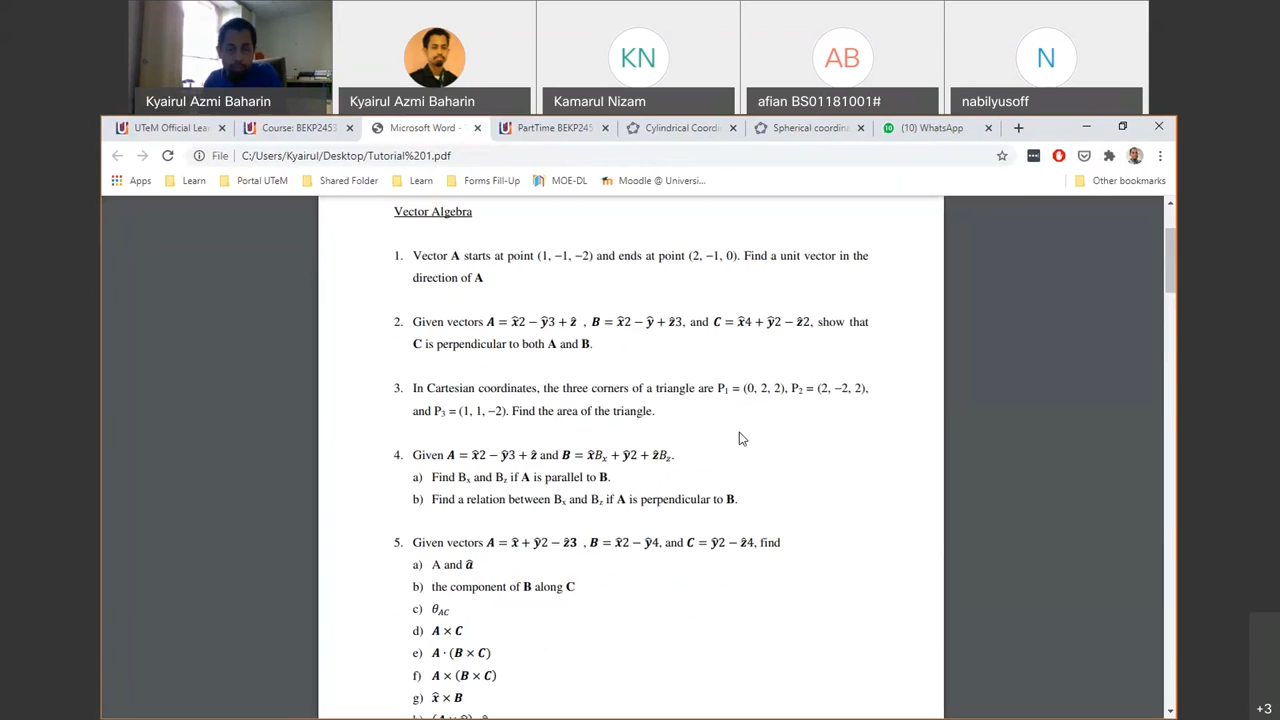 KN
AB
N
Kyairul Azmi Baharin
Kyairul Azmi Baharin
Kamarul Nizam
afian BS01181001#
nabilyusoff
UTeM Official Lea
Course: BEKP2453
Microsoft Word -
PartTime BEKP245
Cylindrical Coordi
Spherical coordina
10
(10) WhatsApp
File
C:/Users/Kyairul/Desktop/Tutorial%201.pdf
Apps
Learn
Portal UTeM
Shared Folder
Learn
Forms Fill-Up
MOE-DL
Moodle @ Universi...
Other bookmarks
Vector Algebra
1. Vector A starts at point (1, −1, −2) and ends at point (2, −1, 0). Find a unit vector in the
direction of A
2. Given vectors A = x̂2 − ŷ3 + ẑ , B = x̂2 − ŷ + ẑ3, and C = x̂4 + ŷ2 − ẑ2, show that
C is perpendicular to both A and B.
3. In Cartesian coordinates, the three corners of a triangle are P₁ = (0, 2, 2), P₂ = (2, −2, 2),
and P₃ = (1, 1, −2). Find the area of the triangle.
4. Given A = x̂2 − ŷ3 + ẑ and B = x̂Bₓ + ŷ2 + ẑB_z.
a) Find Bₓ and B_z if A is parallel to B.
b) Find a relation between Bₓ and B_z if A is perpendicular to B.
5. Given vectors A = x̂ + ŷ2 − ẑ3 , B = x̂2 − ŷ4, and C = ŷ2 − ẑ4, find
a) A and â
b) the component of B along C
c) θ_AC
d) A × C
e) A · (B × C)
f) A × (B × C)
g) x̂ × B
+3